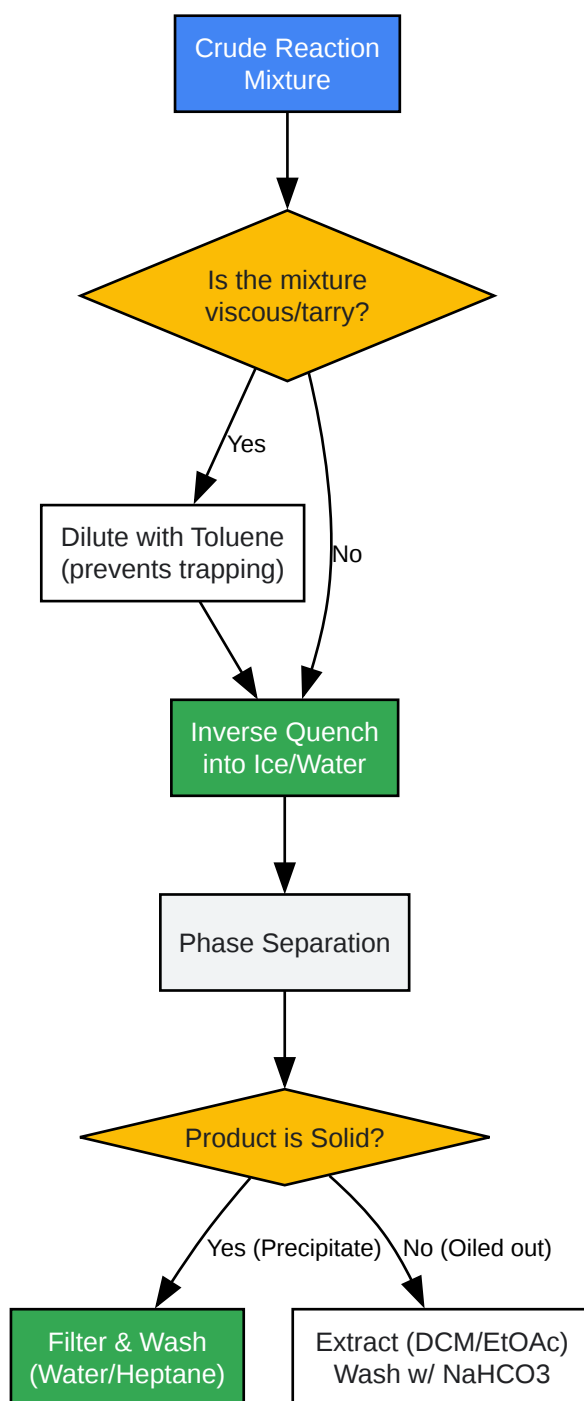 Crude Reaction
Mixture
Is the mixture
viscous/tarry?
Yes
Dilute with Toluene
(prevents trapping)
No
Inverse Quench
into Ice/Water
Phase Separation
Product is Solid?
Yes (Precipitate)
No (Oiled out)
Filter & Wash
(Water/Heptane)
Extract (DCM/EtOAc)
Wash w/ NaHCO3